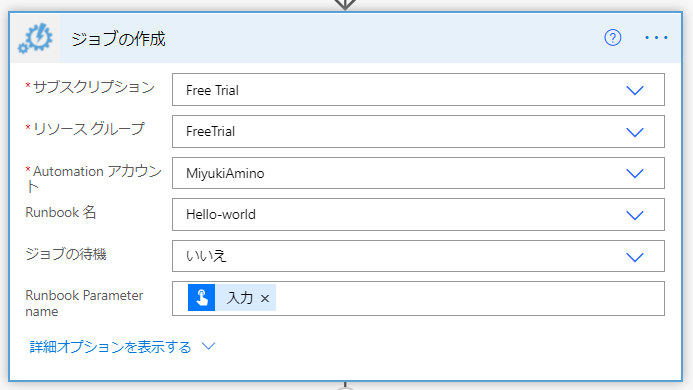 ジョブの作成
*サブスクリプション
Free Trial
*リソース グループ
FreeTrial
*Automation アカウン
ト
MiyukiAmino
Runbook 名
Hello-world
ジョブの待機
いいえ
Runbook Parameter
name
入力 ×
詳細オプションを表示する